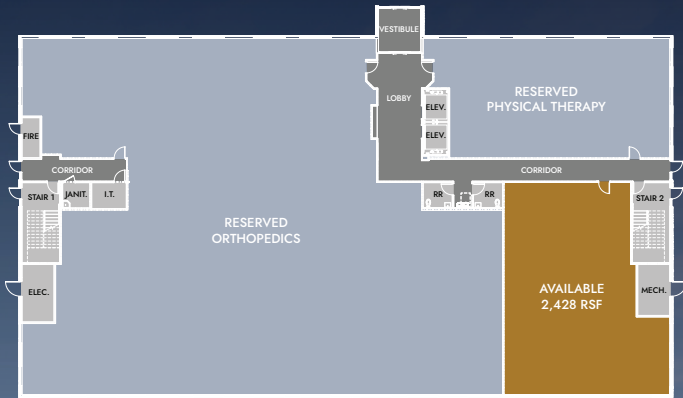 VESTIBULE
LOBBY
ELEV.
ELEV.
RESERVED
PHYSICAL THERAPY
FIRE
CORRIDOR
CORRIDOR
STAIR 1
JANIT.
I.T.
RR
RR
STAIR 2
RESERVED
ORTHOPEDICS
ELEC.
AVAILABLE
2,428 RSF
MECH.